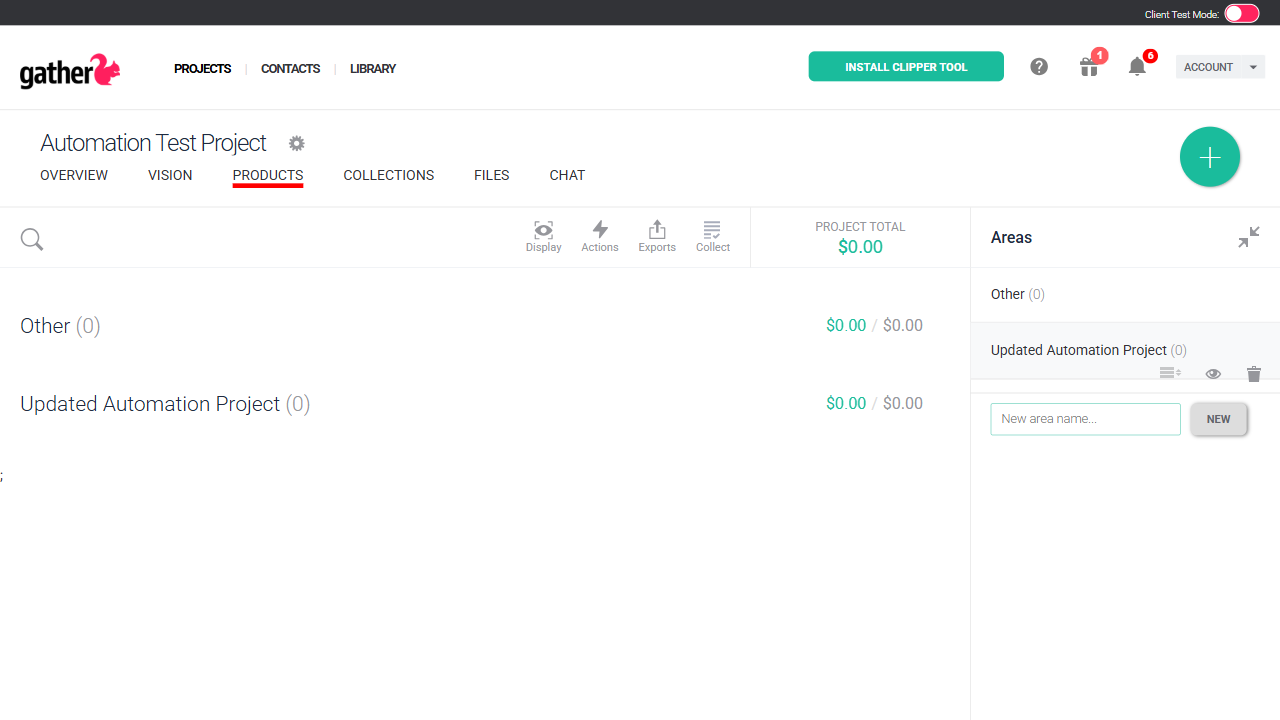 Client Test Mode:
gather
PROJECTS | CONTACTS | LIBRARY
INSTALL CLIPPER TOOL
?
1
6
ACCOUNT
Automation Test Project
OVERVIEW VISION PRODUCTS COLLECTIONS FILES CHAT
Display Actions Exports Collect
PROJECT TOTAL
$0.00
Other (0) $0.00 / $0.00
Updated Automation Project (0) $0.00 / $0.00
;
Areas
Other (0)
Updated Automation Project (0)
New area name... NEW